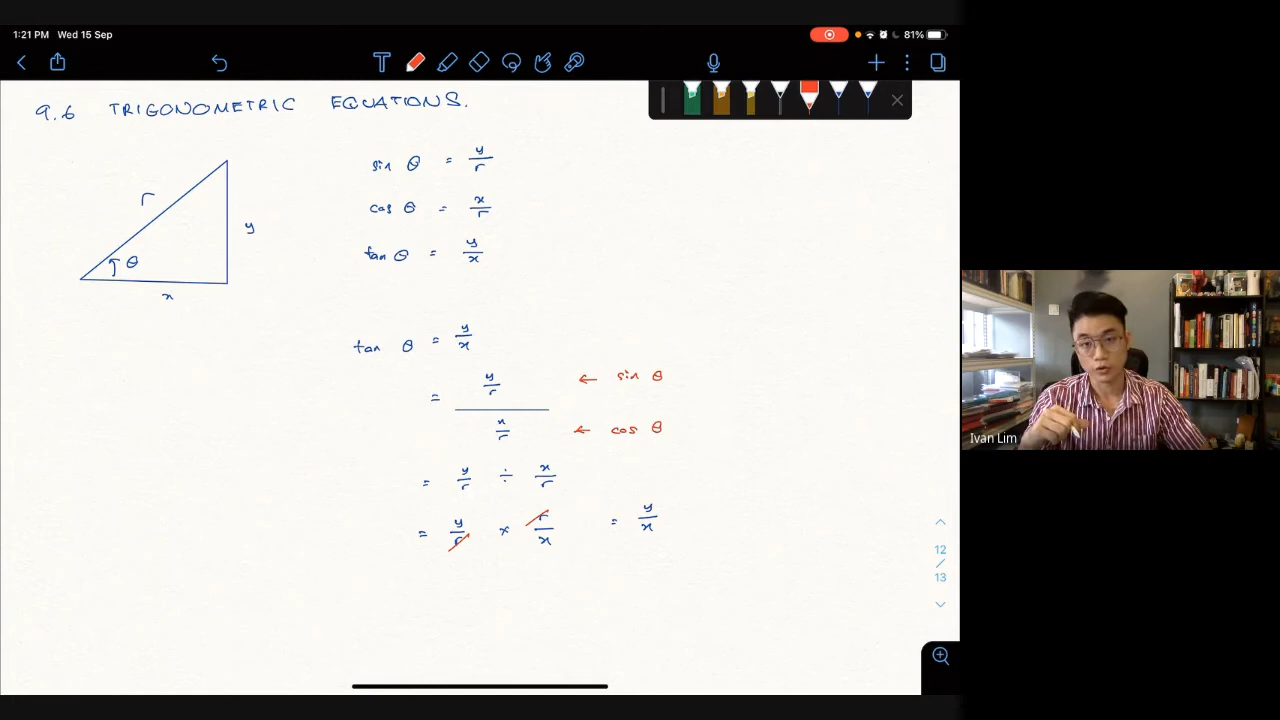 1:21 PM Wed 15 Sep
81%
9.6 TRIGONOMETRIC EQUATIONS.
r
y
θ
x
sin θ = y/r
cos θ = x/r
tan θ = y/x
tan θ = y/x
= y/r ← sin θ
x/r ← cos θ
= y/r ÷ x/r
= y/r × r/x = y/x
12
/
13
Ivan Lim